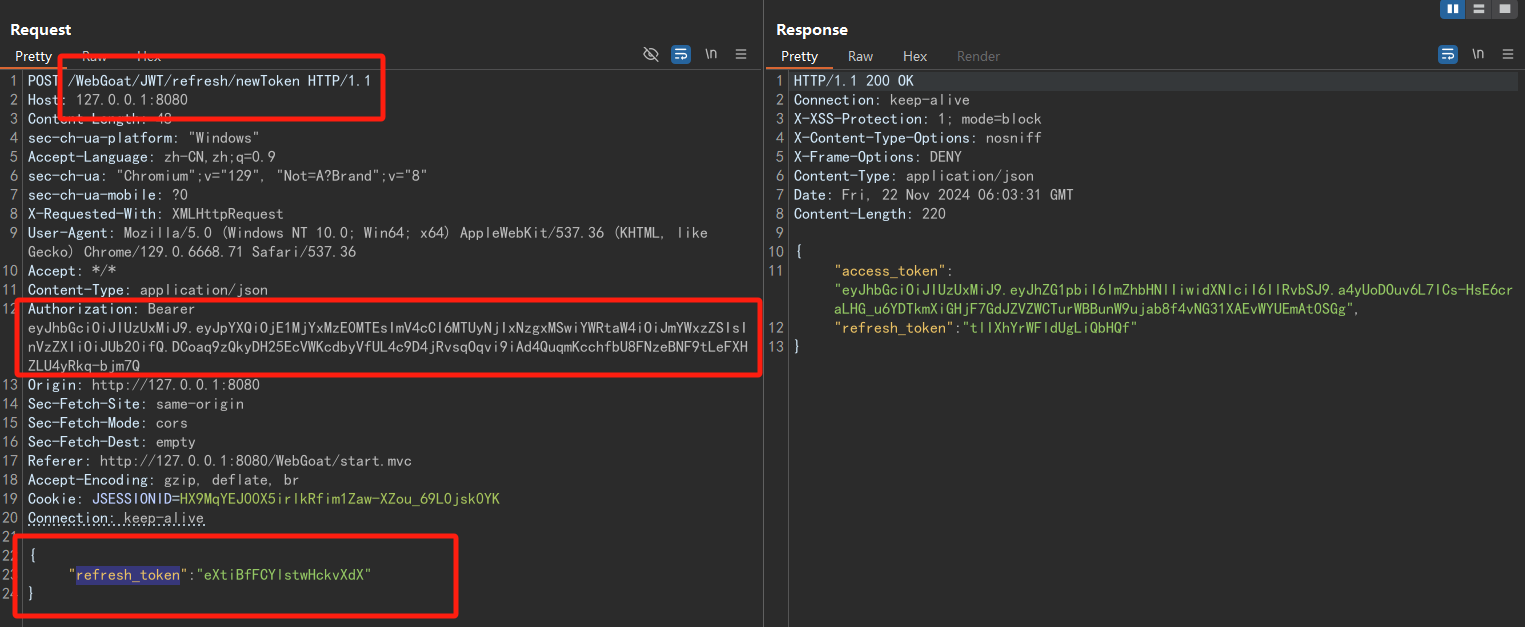 Request
Pretty Raw Hex \n
1 POST /WebGoat/JWT/refresh/newToken HTTP/1.1
2 Host: 127.0.0.1:8080
3 Content-Length: 48
4 sec-ch-ua-platform: "Windows"
5 Accept-Language: zh-CN,zh;q=0.9
6 sec-ch-ua: "Chromium";v="129", "Not=A?Brand";v="8"
7 sec-ch-ua-mobile: ?0
8 X-Requested-With: XMLHttpRequest
9 User-Agent: Mozilla/5.0 (Windows NT 10.0; Win64; x64) AppleWebKit/537.36 (KHTML, like
Gecko) Chrome/129.0.6668.71 Safari/537.36
10 Accept: */*
11 Content-Type: application/json
12 Authorization: Bearer
eyJhbGciOiJIUzUxMiJ9.eyJpYXQiOjE1MjYxMzE0MTEsImV4cCI6MTUyNjIxNzgxMSwiYWRtaW4iOiJmYWxzZSIsI
nVzZXIiOiJUb20ifQ.DCoaq9zQkyDH25EcVWKcdbyVfUL4c9D4jRvsqOqvi9iAd4QuqmKcchfbU8FNzeBNF9tLeFXH
ZLU4yRkq-bjm7Q
13 Origin: http://127.0.0.1:8080
14 Sec-Fetch-Site: same-origin
15 Sec-Fetch-Mode: cors
16 Sec-Fetch-Dest: empty
17 Referer: http://127.0.0.1:8080/WebGoat/start.mvc
18 Accept-Encoding: gzip, deflate, br
19 Cookie: JSESSIONID=HX9MqYEJ0OX5irlkRfim1Zaw-XZou_69L0jskOYK
20 Connection: keep-alive
21
22 {
23 "refresh_token":"eXtiBfFCYlstwHckvXdX"
24 }
Response
Pretty Raw Hex Render \n
1 HTTP/1.1 200 OK
2 Connection: keep-alive
3 X-XSS-Protection: 1; mode=block
4 X-Content-Type-Options: nosniff
5 X-Frame-Options: DENY
6 Content-Type: application/json
7 Date: Fri, 22 Nov 2024 06:03:31 GMT
8 Content-Length: 220
9
10 {
11 "access_token":
"eyJhbGciOiJIUzUxMiJ9.eyJhZG1pbiI6ImZhbHNlIiwidXNlciI6IlRvbSJ9.a4yUoDOuv6L7ICs-HsE6cr
aLHG_u6YDTkmXiGHjF7GdJZVZWCTurWBBunW9ujab8f4vNG31XAEvWYUEmAtOSGg",
12 "refresh_token":"tIIXhYrWFldUgLiQbHQf"
13 }